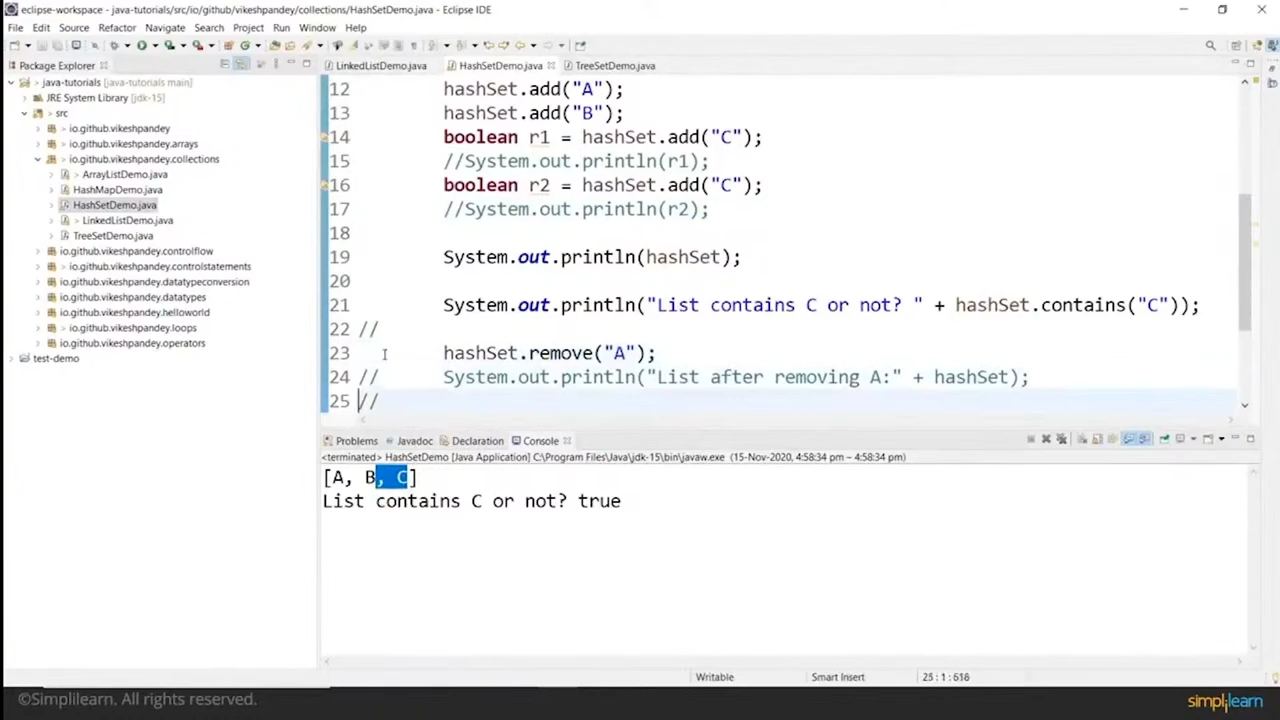 eclipse-workspace - java-tutorials/src/io/github/vikeshpandey/collections/HashSetDemo.java - Eclipse IDE
File Edit Source Refactor Navigate Search Project Run Window Help
Package Explorer
LinkedListDemo.java HashSetDemo.java TreeSetDemo.java
java-tutorials [java-tutorials main]
JRE System Library [jdk-15]
src
io.github.vikeshpandey
io.github.vikeshpandey.arrays
io.github.vikeshpandey.collections
ArrayListDemo.java
HashMapDemo.java
HashSetDemo.java
LinkedListDemo.java
TreeSetDemo.java
io.github.vikeshpandey.controlflow
io.github.vikeshpandey.controlstatements
io.github.vikeshpandey.datatypeconversion
io.github.vikeshpandey.datatypes
io.github.vikeshpandey.helloworld
io.github.vikeshpandey.loops
io.github.vikeshpandey.operators
test-demo
12 hashSet.add("A");
13 hashSet.add("B");
14 boolean r1 = hashSet.add("C");
15 //System.out.println(r1);
16 boolean r2 = hashSet.add("C");
17 //System.out.println(r2);
18
19 System.out.println(hashSet);
20
21 System.out.println("List contains C or not? " + hashSet.contains("C"));
22 //
23 hashSet.remove("A");
24 // System.out.println("List after removing A:" + hashSet);
25 //
Problems Javadoc Declaration Console
<terminated> HashSetDemo [Java Application] C:\Program Files\Java\jdk-15\bin\javaw.exe (15-Nov-2020, 4:58:34 pm – 4:58:34 pm)
[A, B, C]
List contains C or not? true
Writable Smart Insert 25 : 1 : 618
©Simplilearn. All rights reserved.
simplilearn